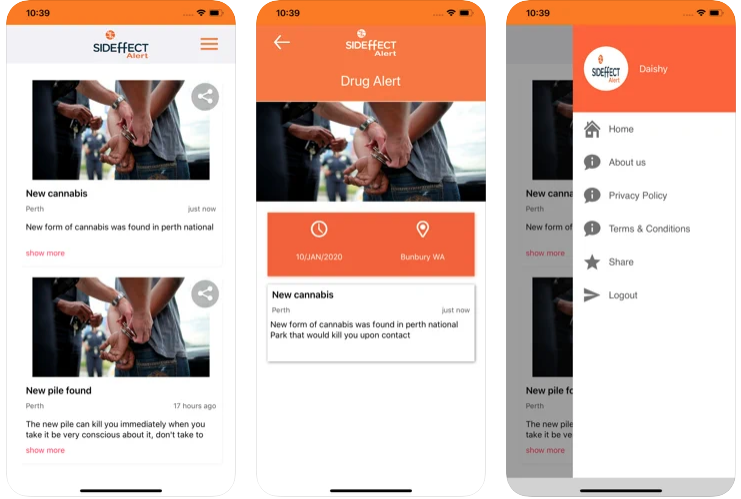 10:39
SIDEffECT
Alert
New cannabis
Perth
just now
New form of cannabis was found in perth national
show more
New pile found
Perth
17 hours ago
The new pile can kill you immediately when you
take it be very conscious about it, don't take to
show more
10:39
SIDEffECT
Alert
Drug Alert
10/JAN/2020
Bunbury WA
New cannabis
Perth
just now
New form of cannabis was found in perth national
Park that would kill you upon contact
10:39
SIDEffECT
Alert
Daishy
Home
About us
Privacy Policy
Terms & Conditions
Share
Logout
New canna
Perth
New form of
show more
New pile fo
Perth
The new pile
take it be ve
show more